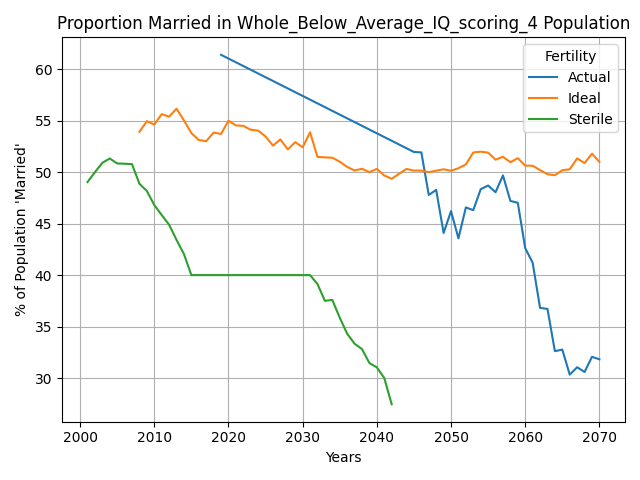 Proportion Married in Whole_Below_Average_IQ_scoring_4 Population
% of Population 'Married'
60
55
50
45
40
35
30
Fertility
Actual
Ideal
Sterile
2000 2010 2020 2030 2040 2050 2060 2070
Years